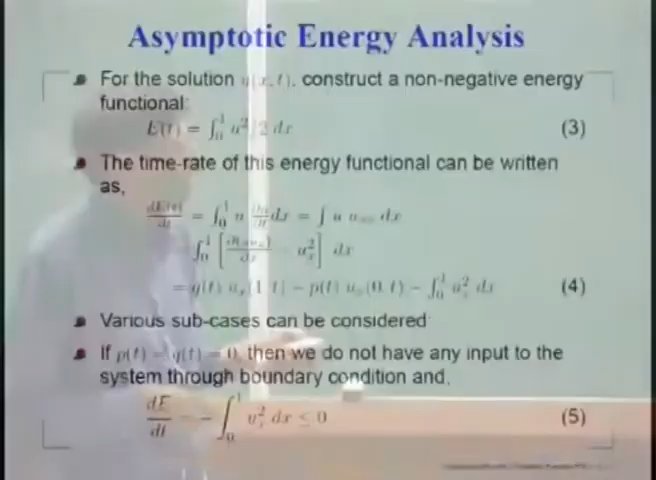 Asymptotic Energy Analysis
For the solution u(x, t), construct a non-negative energy
functional:
E(t) = ∫₀¹ u²/2 dx (3)
The time-rate of this energy functional can be written
as,
dE(t)/dt = ∫₀¹ u ∂u/∂t dx = ∫ u uₓₓ dx
∫₀¹ [d(u uₓ)/dx − uₓ²] dx
= q(t) uₓ(1, t) − p(t) uₓ(0, t) − ∫₀¹ uₓ² dx (4)
Various sub-cases can be considered
If p(t) = q(t) = 0, then we do not have any input to the
system through boundary condition and,
dE/dt = − ∫₀¹ uₓ² dx ≤ 0 (5)